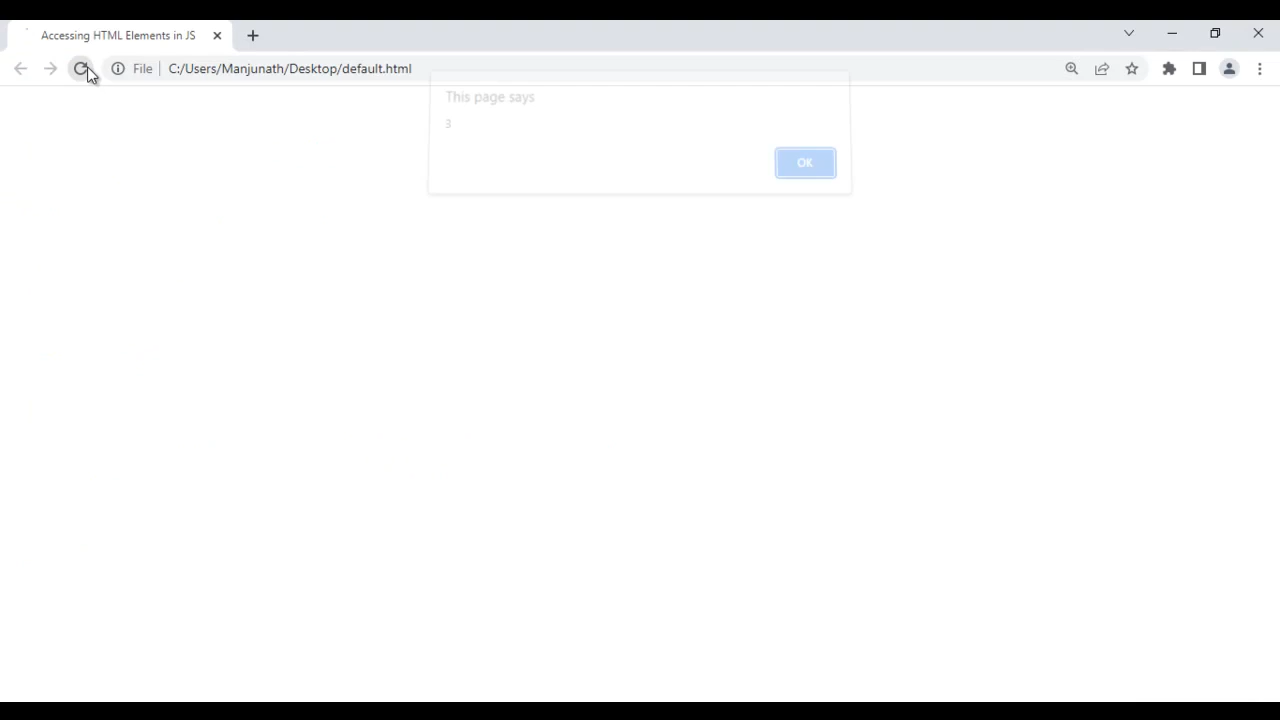 Accessing HTML Elements in JS
File
C:/Users/Manjunath/Desktop/default.html
This page says
3
OK